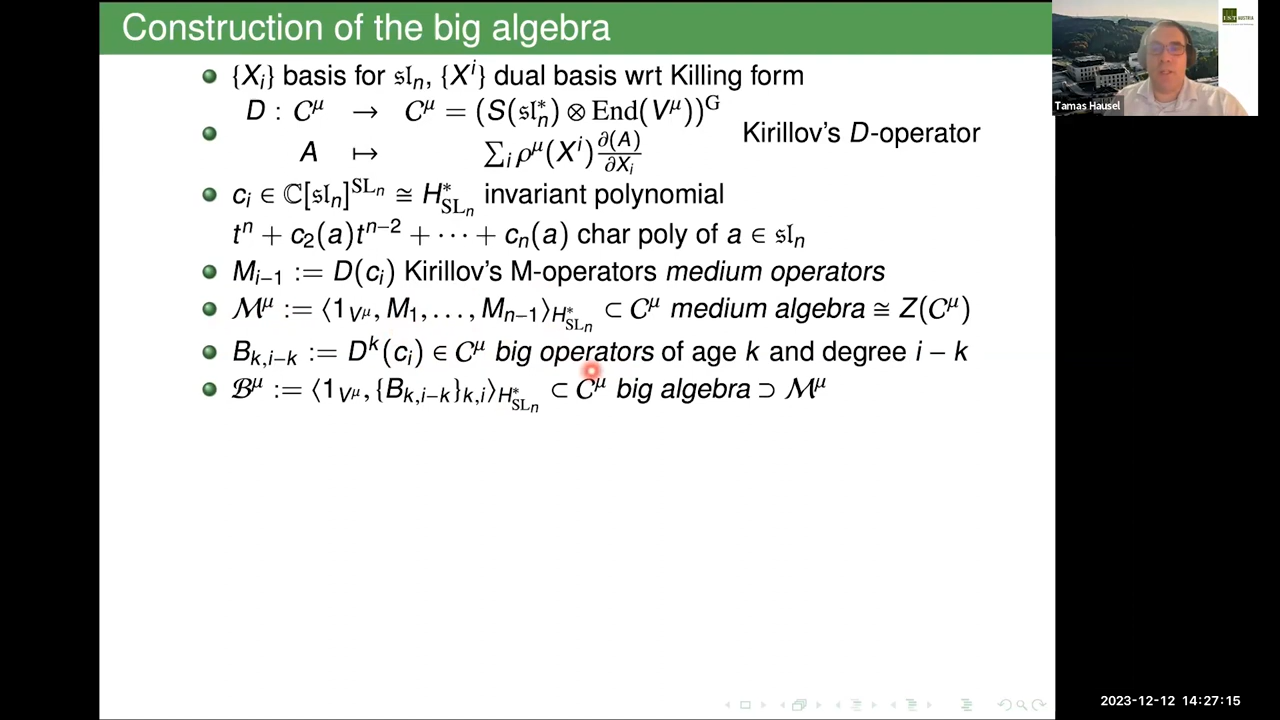 Construction of the big algebra
{X_i} basis for 𝔰𝔩_n, {X^i} dual basis wrt Killing form
D : C^μ → C^μ = (S(𝔰𝔩_n^*) ⊗ End(V^μ))^G
A ↦ ∑_i ρ^μ(X^i) ∂(A)/∂X_i
Kirillov's D-operator
c_i ∈ ℂ[𝔰𝔩_n]^{SL_n} ≅ H^*_{SL_n} invariant polynomial
t^n + c_2(a)t^{n−2} + ⋯ + c_n(a) char poly of a ∈ 𝔰𝔩_n
M_{i−1} := D(c_i) Kirillov's M-operators medium operators
ℳ^μ := ⟨1_{V^μ}, M_1, . . . , M_{n−1}⟩_{H^*_{SL_n}} ⊂ C^μ medium algebra ≅ Z(C^μ)
B_{k,i−k} := D^k(c_i) ∈ C^μ big operators of age k and degree i − k
ℬ^μ := ⟨1_{V^μ}, {B_{k,i−k}}_{k,i}⟩_{H^*_{SL_n}} ⊂ C^μ big algebra ⊃ ℳ^μ
Tamas Hausel
2023-12-12 14:27:15